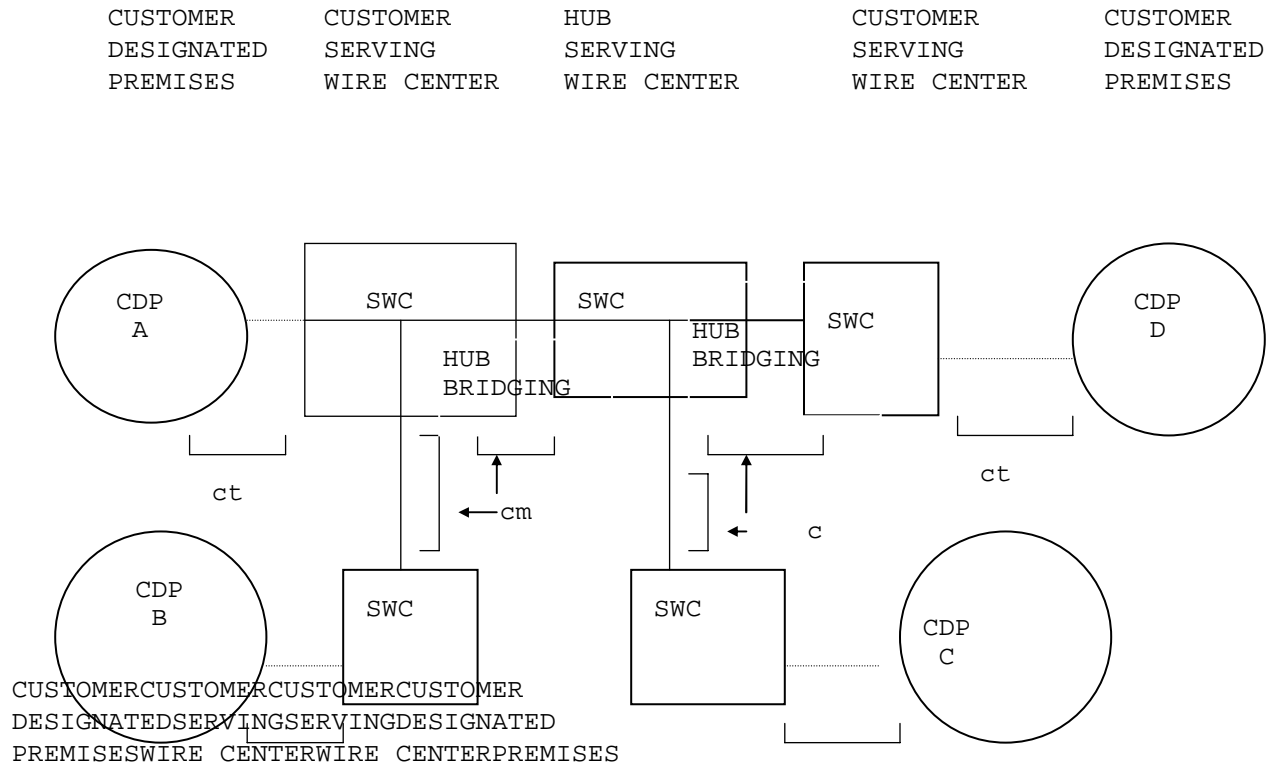 CUSTOMER DESIGNATED PREMISES
CUSTOMER SERVING WIRE CENTER
HUB SERVING WIRE CENTER
CUSTOMER SERVING WIRE CENTER
CUSTOMER DESIGNATED PREMISES
CDP
A
SWC
HUB
BRIDGING
SWC
HUB
BRIDGING
SWC
CDP
D
ct
cm
c
ct
CDP
B
SWC
SWC
CDP
C
CUSTOMERCUSTOMERCUSTOMERCUSTOMER
DESIGNATEDSERVINGSERVINGDESIGNATED
PREMISESWIRE CENTERWIRE CENTERPREMISES